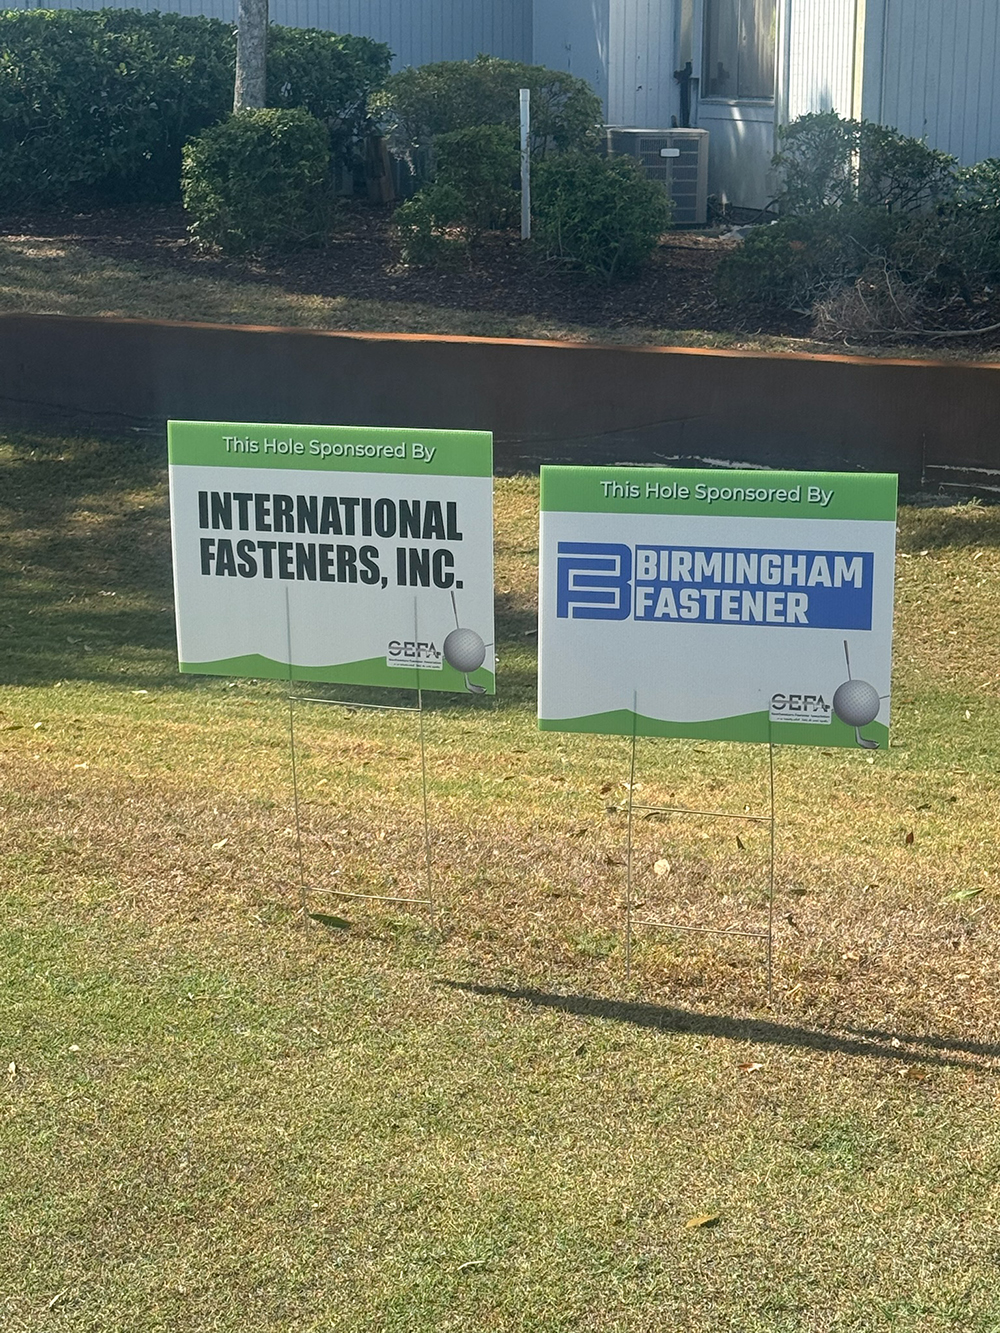 This Hole Sponsored By
INTERNATIONAL
FASTENERS, INC.
SEFA
This Hole Sponsored By
BIRMINGHAM
FASTENER
SEFA